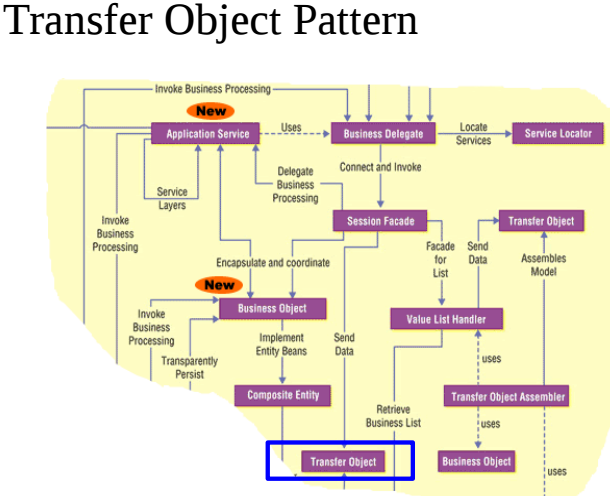 Transfer Object Pattern
Invoke Business Processing
New
Application Service
Uses
Business Delegate
Locate
Services
Service Locator
Connect and Invoke
Delegate
Business
Processing
Service
Layers
Invoke
Business
Processing
Session Facade
Transfer Object
Facade
for
List
Send
Data
Assembles
Model
Encapsulate and coordinate
New
Business Object
Invoke
Business
Processing
Implement
Entity Beans
Send
Data
Value List Handler
Transparently
Persist
uses
Composite Entity
Transfer Object Assembler
Retrieve
Business List
uses
Transfer Object
Business Object
uses